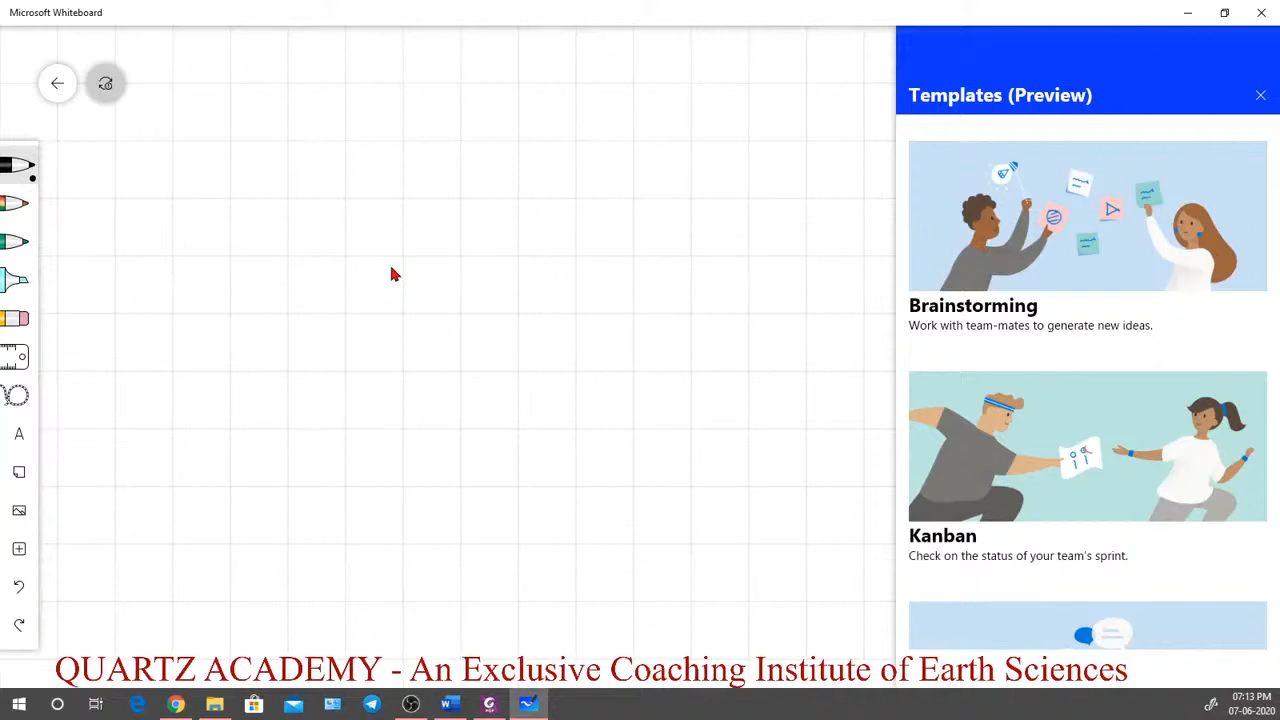 Microsoft Whiteboard
Templates (Preview)
Brainstorming
Work with team-mates to generate new ideas.
Kanban
Check on the status of your team's sprint.
A
QUARTZ ACADEMY - An Exclusive Coaching Institute of Earth Sciences
07:13 PM
07-06-2020